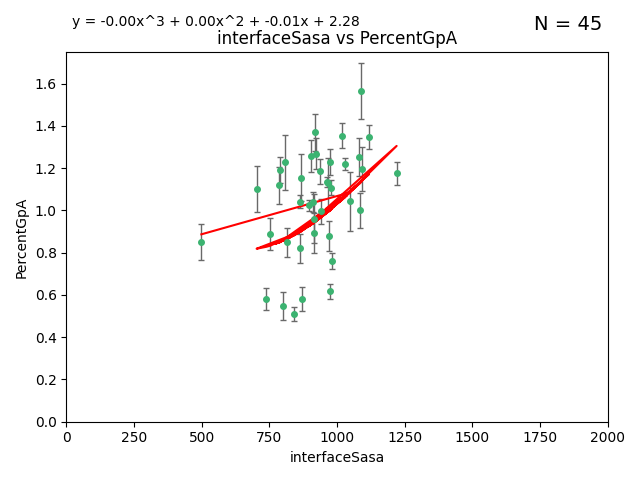 y = -0.00x^3 + 0.00x^2 + -0.01x + 2.28
N = 45
interfaceSasa vs PercentGpA
PercentGpA
1.6
1.4
1.2
1.0
0.8
0.6
0.4
0.2
0.0
0 250 500 750 1000 1250 1500 1750 2000
interfaceSasa